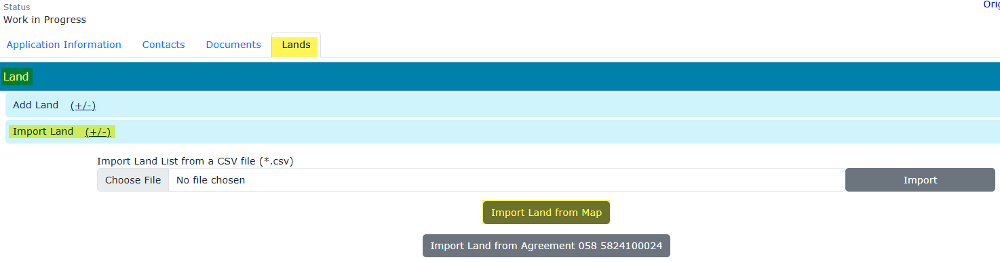 Status
Work in Progress
Application Information Contacts Documents Lands
Land
Add Land (+/-)
Import Land (+/-)
Import Land List from a CSV file (*.csv)
Choose File No file chosen Import
Import Land from Map
Import Land from Agreement 058 5824100024